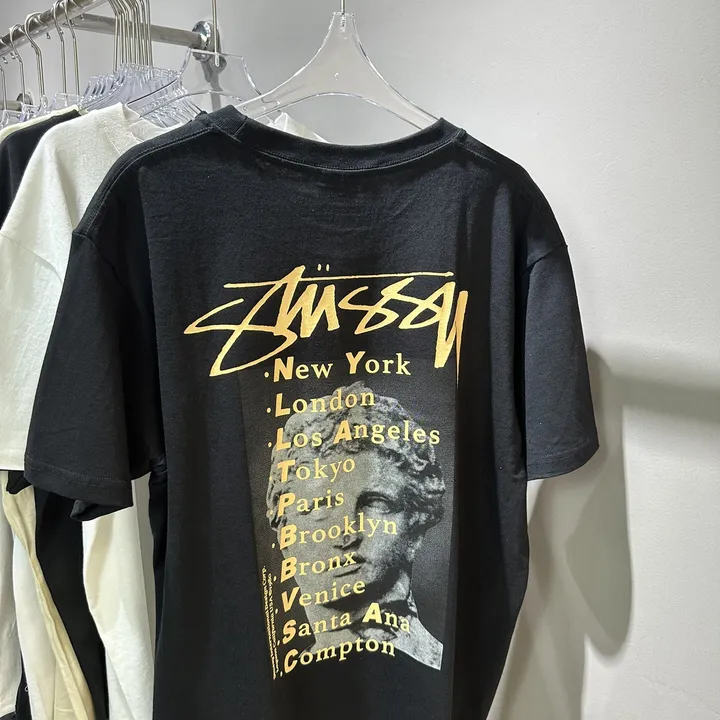 Stüssy
·New York
·London
·Los Angeles
·Tokyo
·Paris
·Brooklyn
·Bronx
·Venice
·Santa Ana
·Compton